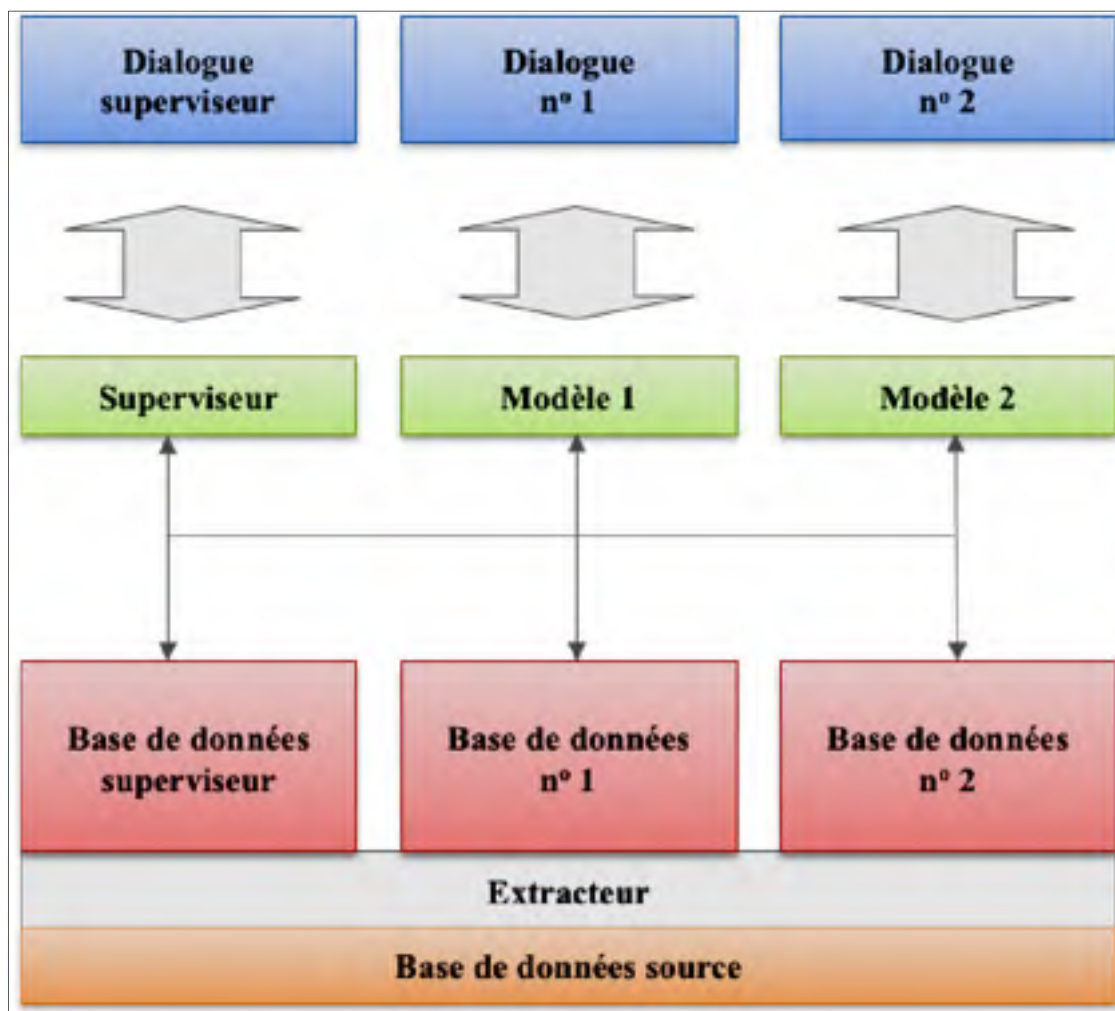 Dialogue
superviseur
Dialogue
nº 1
Dialogue
nº 2
Superviseur
Modèle 1
Modèle 2
Base de données
superviseur
Base de données
nº 1
Base de données
nº 2
Extracteur
Base de données source